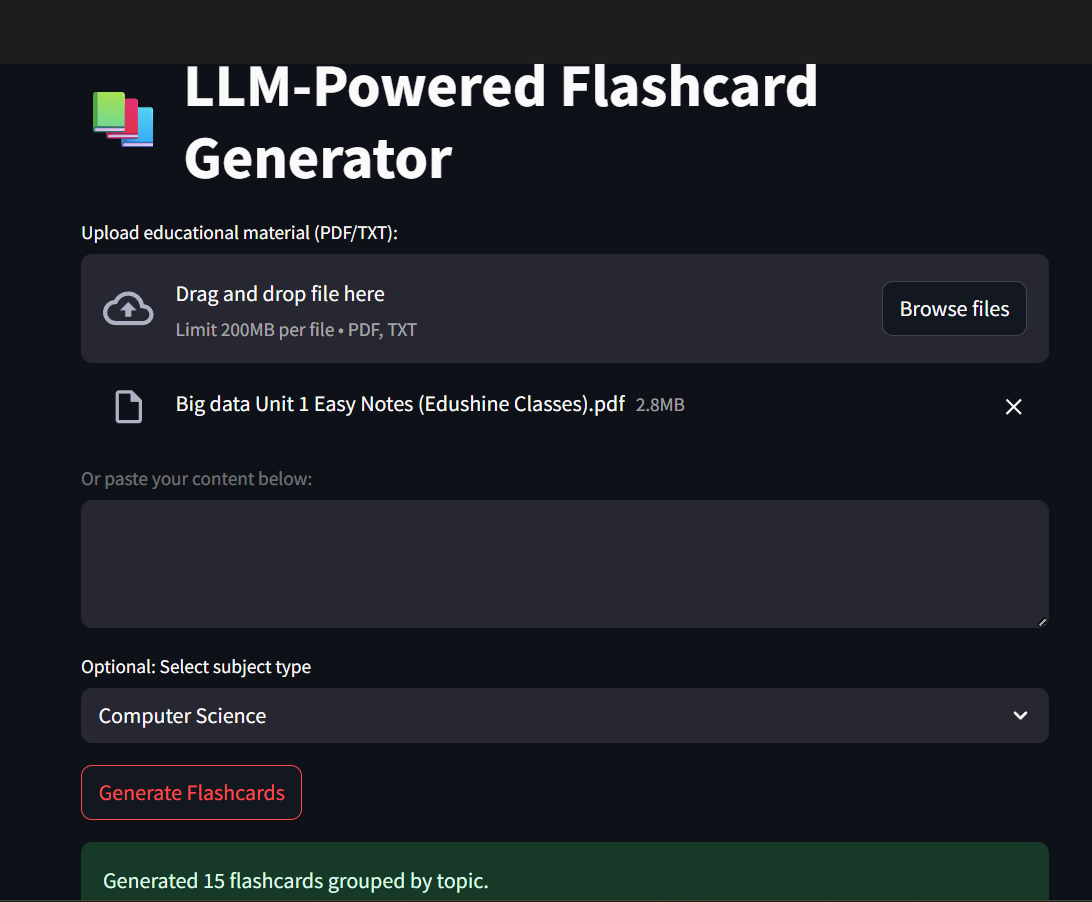 LLM-Powered Flashcard
Generator
Upload educational material (PDF/TXT):
Drag and drop file here
Limit 200MB per file • PDF, TXT
Browse files
Big data Unit 1 Easy Notes (Edushine Classes).pdf 2.8MB
Or paste your content below:
Optional: Select subject type
Computer Science
Generate Flashcards
Generated 15 flashcards grouped by topic.